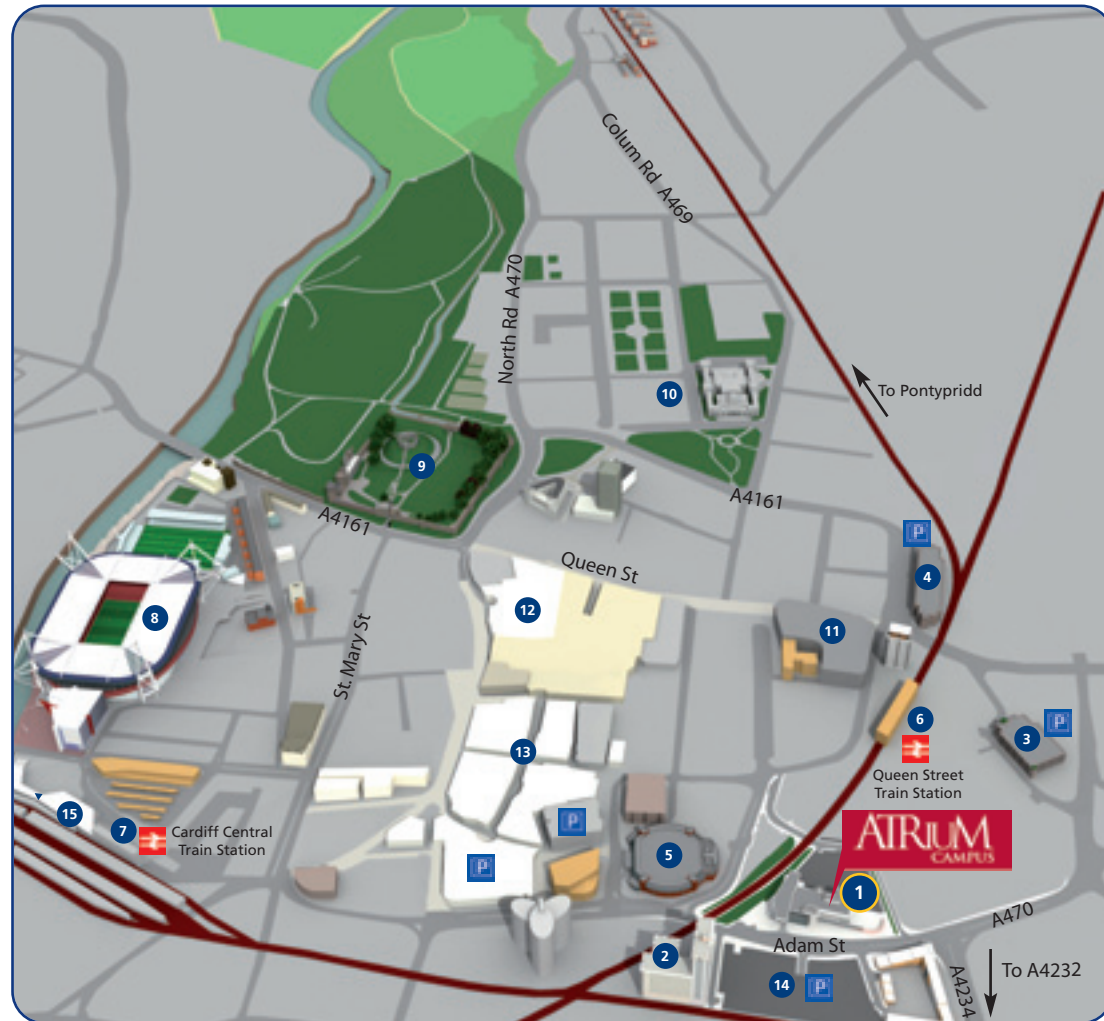 Colum Rd A469
North Rd A470
10
To Pontypridd
9
A4161
A4161
P
4
Queen St
8
12
11
St. Mary St
6
3
P
13
Queen Street
Train Station
15
7
Cardiff Central
Train Station
P
ATRiUM
CAMPUS
5
P
1
A470
Adam St
2
To A4232
14
P
A4234